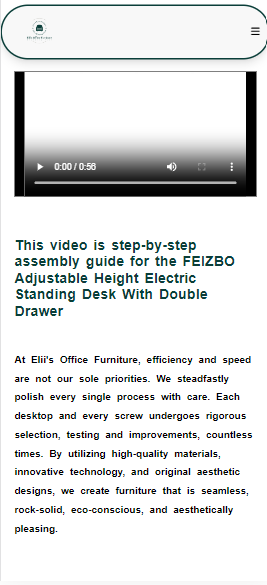 0:00 / 0:56
This video is step-by-step
assembly guide for the FEIZBO
Adjustable Height Electric
Standing Desk With Double
Drawer
At Elii's Office Furniture, efficiency and speed
are not our sole priorities. We steadfastly
polish every single process with care. Each
desktop and every screw undergoes rigorous
selection, testing and improvements, countless
times. By utilizing high-quality materials,
innovative technology, and original aesthetic
designs, we create furniture that is seamless,
rock-solid, eco-conscious, and aesthetically
pleasing.